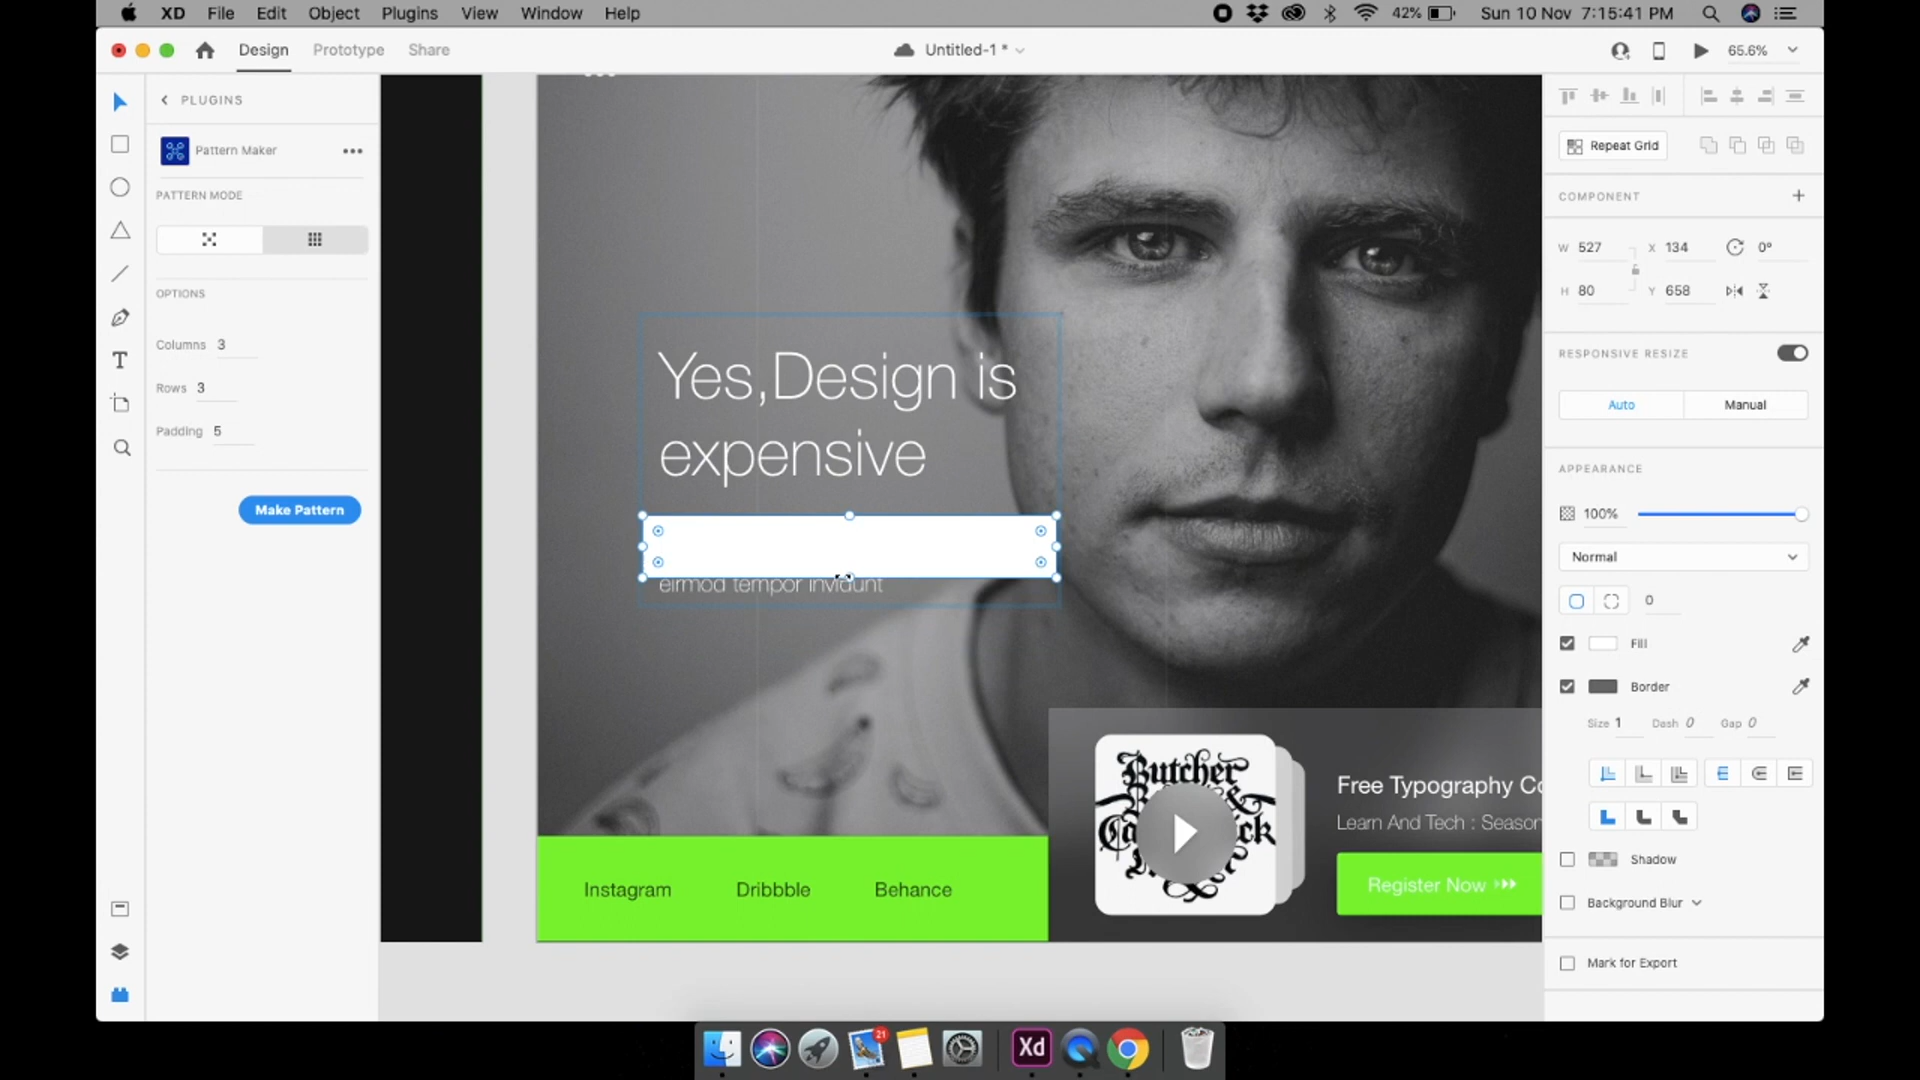 XD File Edit Object Plugins View Window Help
42% Sun 10 Nov 7:15:41 PM
Design Prototype Share
Untitled-1 *
65.6%
PLUGINS
Pattern Maker
PATTERN MODE
OPTIONS
Columns 3
Rows 3
Padding 5
Make Pattern
Yes,Design is
expensive
eirmod tempor invidunt
Instagram Dribbble Behance
Butcher
Free Typography Co
Learn And Tech : Season
Register Now
Repeat Grid
COMPONENT
W 527 X 134 0°
H 80 Y 658
RESPONSIVE RESIZE
Auto Manual
APPEARANCE
100%
Normal
0
Fill
Border
Size 1 Dash 0 Gap 0
Shadow
Background Blur
Mark for Export
21
Xd